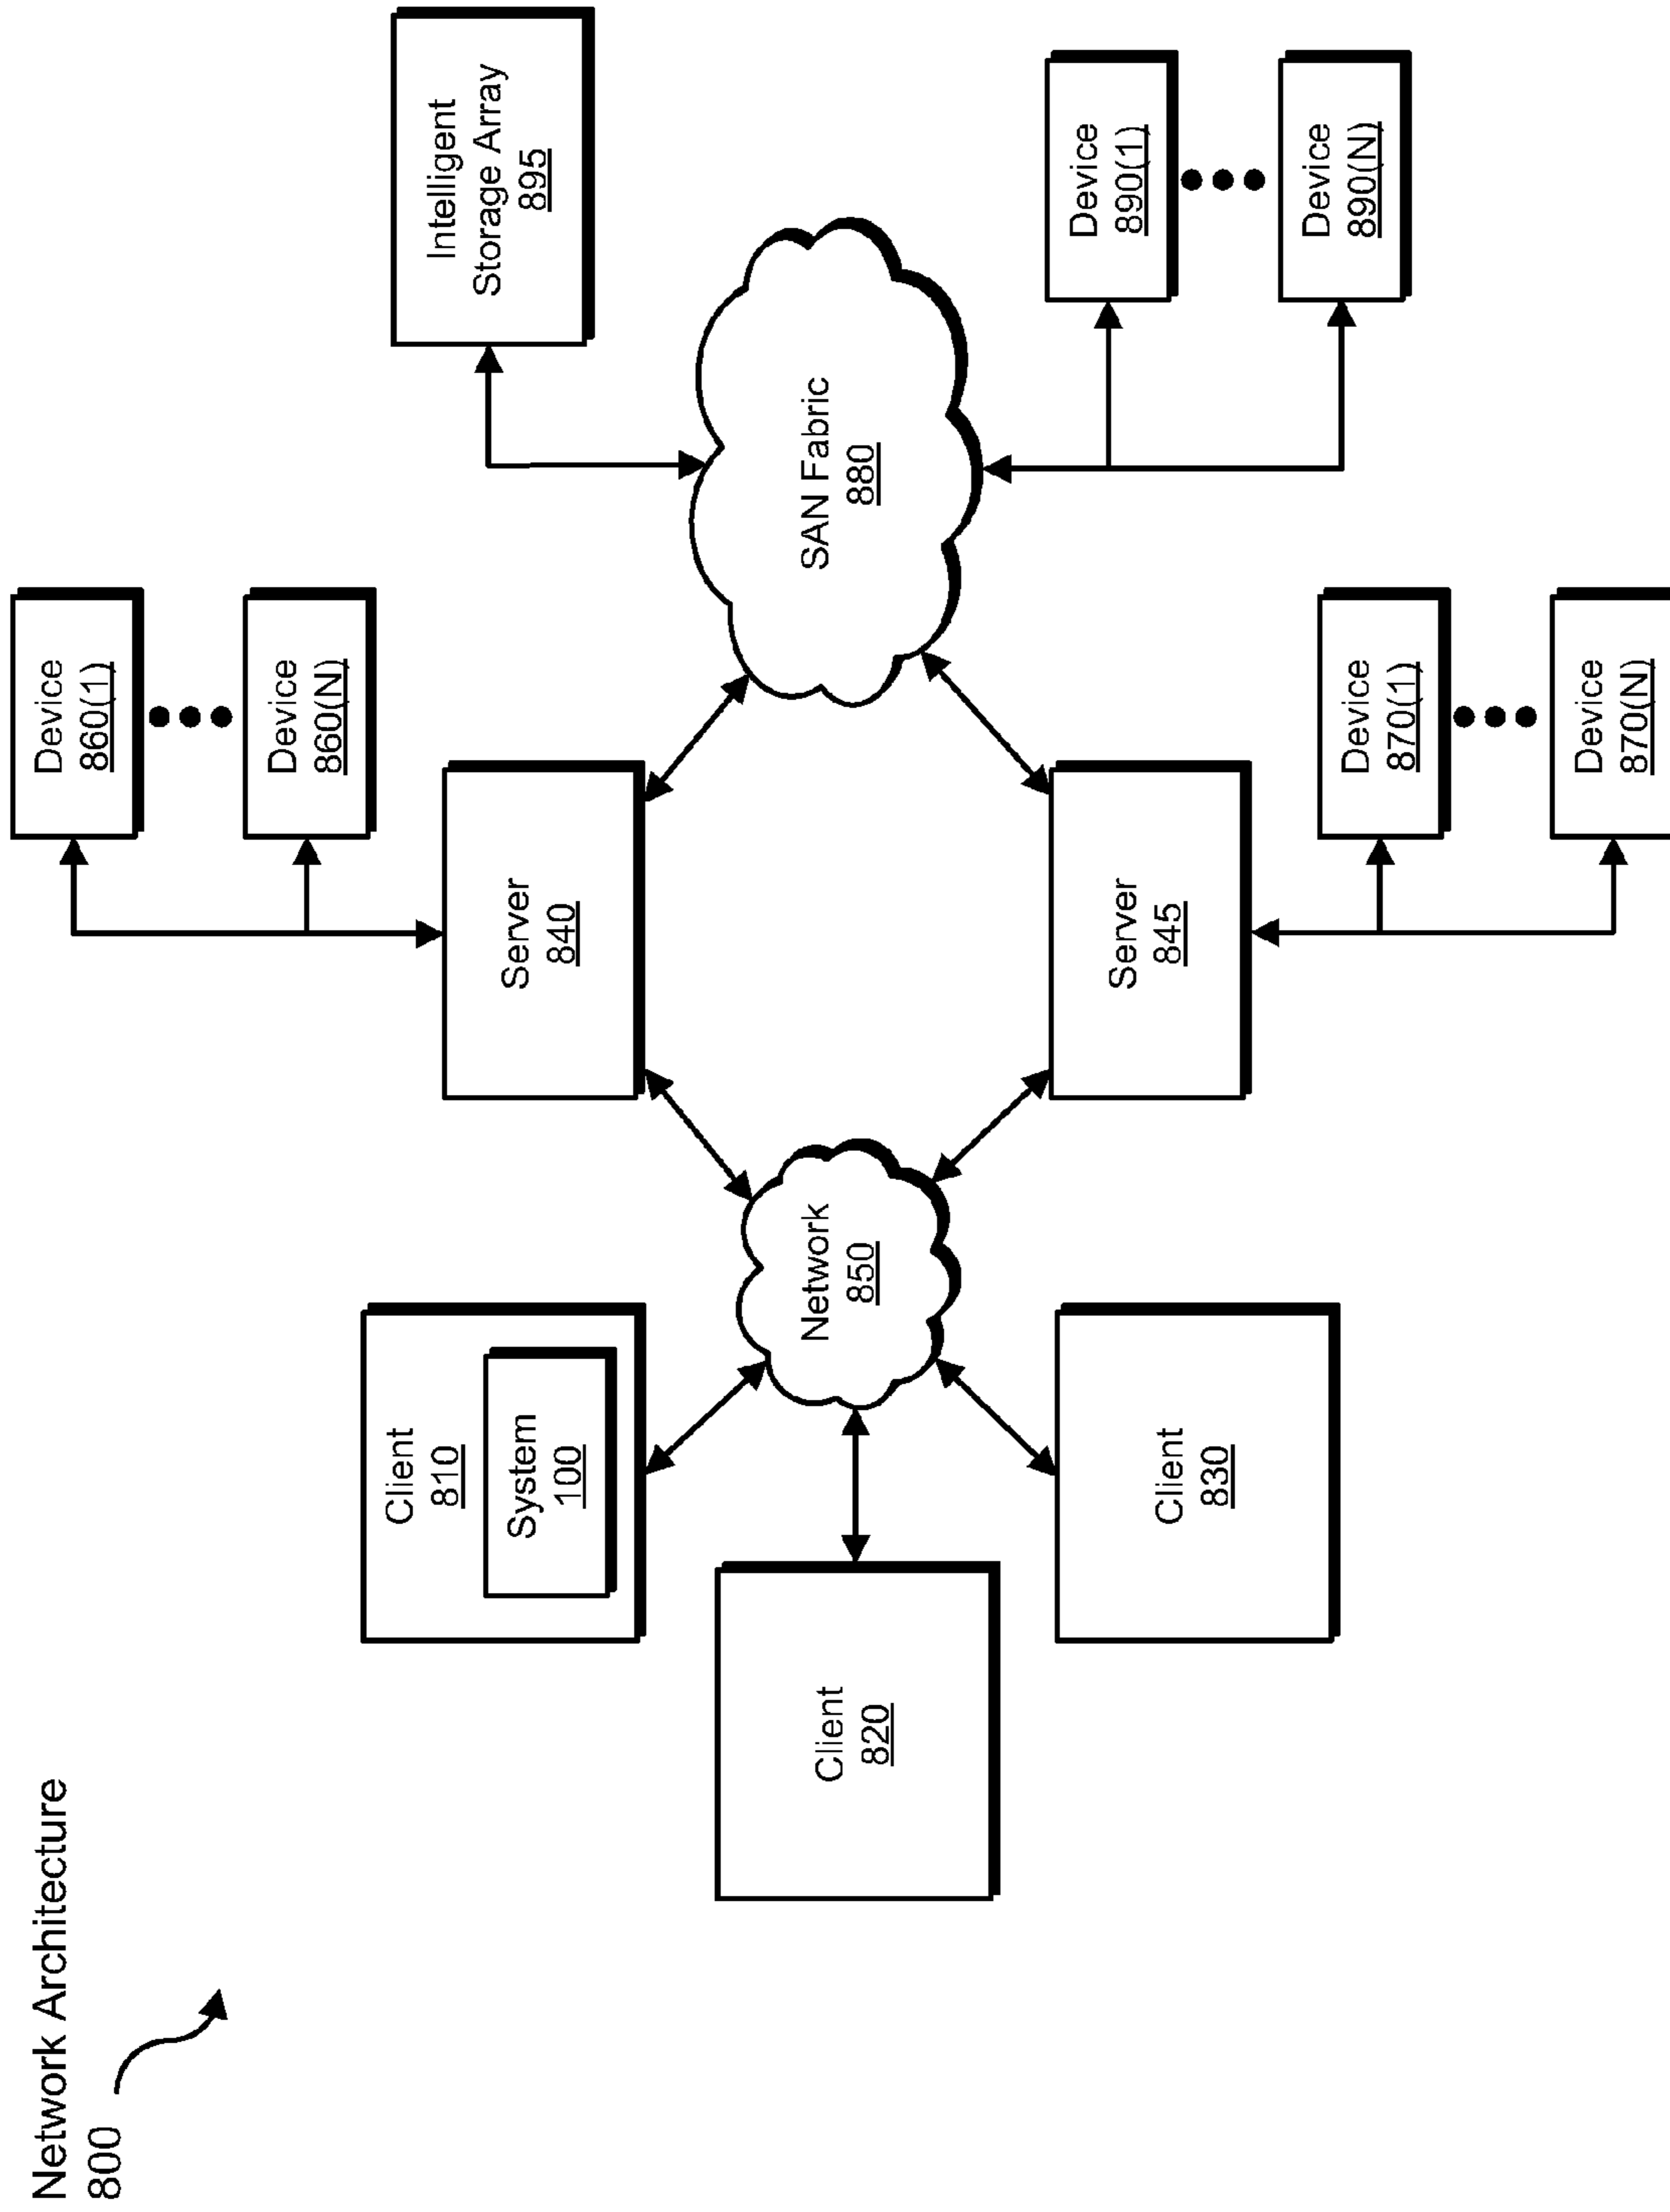 Network Architecture
800
Device
860(1)
Device
860(N)
Intelligent
Storage Array
895
Client
810
System
100
Server
840
Client
820
Network
850
SAN Fabric
880
Client
830
Server
845
Device
890(1)
Device
890(N)
Device
870(1)
Device
870(N)